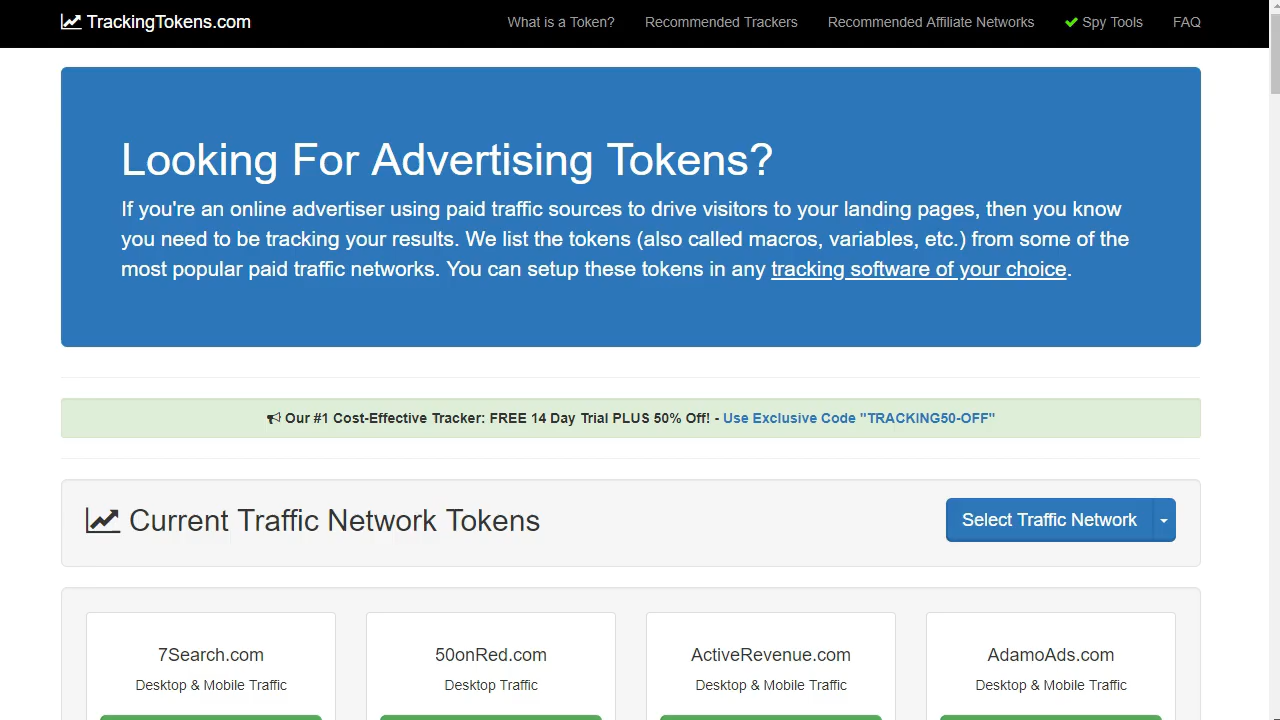 TrackingTokens.com
What is a Token?
Recommended Trackers
Recommended Affiliate Networks
Spy Tools
FAQ
Looking For Advertising Tokens?
If you're an online advertiser using paid traffic sources to drive visitors to your landing pages, then you know
you need to be tracking your results. We list the tokens (also called macros, variables, etc.) from some of the
most popular paid traffic networks. You can setup these tokens in any tracking software of your choice.
Our #1 Cost-Effective Tracker: FREE 14 Day Trial PLUS 50% Off! - Use Exclusive Code "TRACKING50-OFF"
Current Traffic Network Tokens
Select Traffic Network
7Search.com
Desktop & Mobile Traffic
50onRed.com
Desktop Traffic
ActiveRevenue.com
Desktop & Mobile Traffic
AdamoAds.com
Desktop & Mobile Traffic